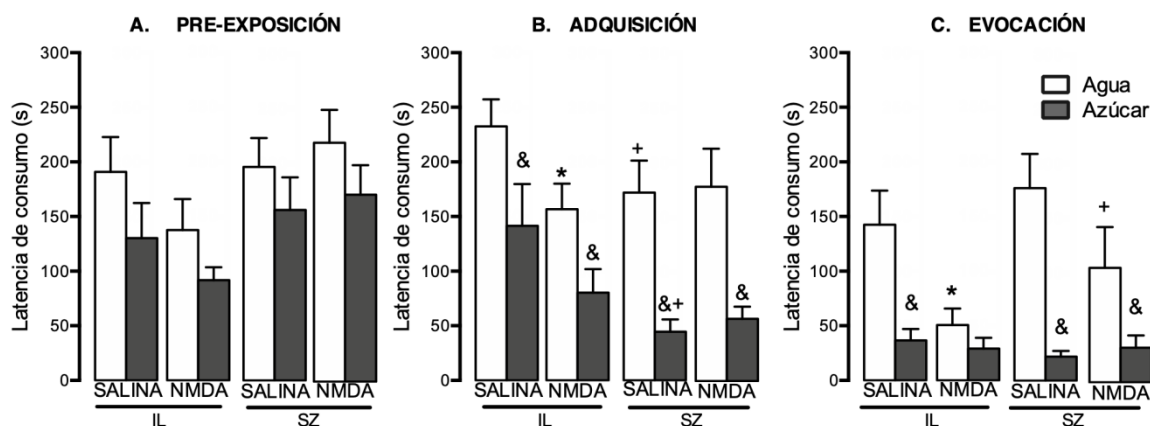 A. PRE-EXPOSICIÓN
Latencia de consumo (s)
300
250
200
150
100
50
0
SALINA NMDA SALINA NMDA
IL SZ
B. ADQUISICIÓN
Latencia de consumo (s)
300
250
200
150
100
50
0
& * & + &+ &
SALINA NMDA SALINA NMDA
IL SZ
C. EVOCACIÓN
Latencia de consumo (s)
300
250
200
150
100
50
0
Agua
Azúcar
& * & + &
SALINA NMDA SALINA NMDA
IL SZ